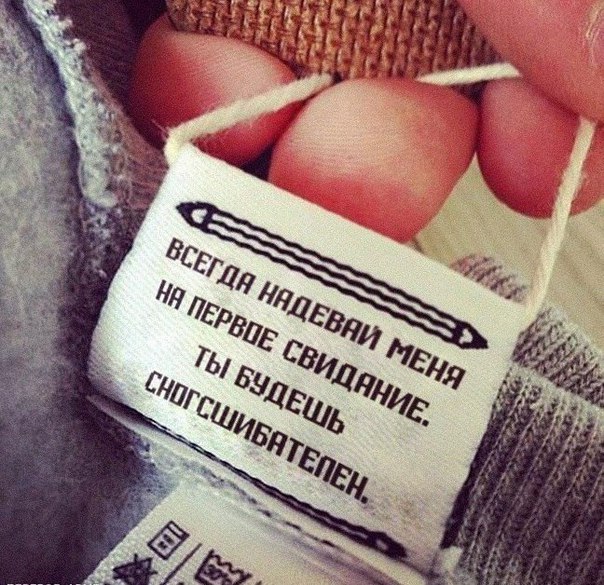 ВСЕГДА НАДЕВАЙ МЕНЯ
НА ПЕРВОЕ СВИДАНИЕ.
ТЫ БУДЕШЬ
СНОГСШИБАТЕЛЕН.